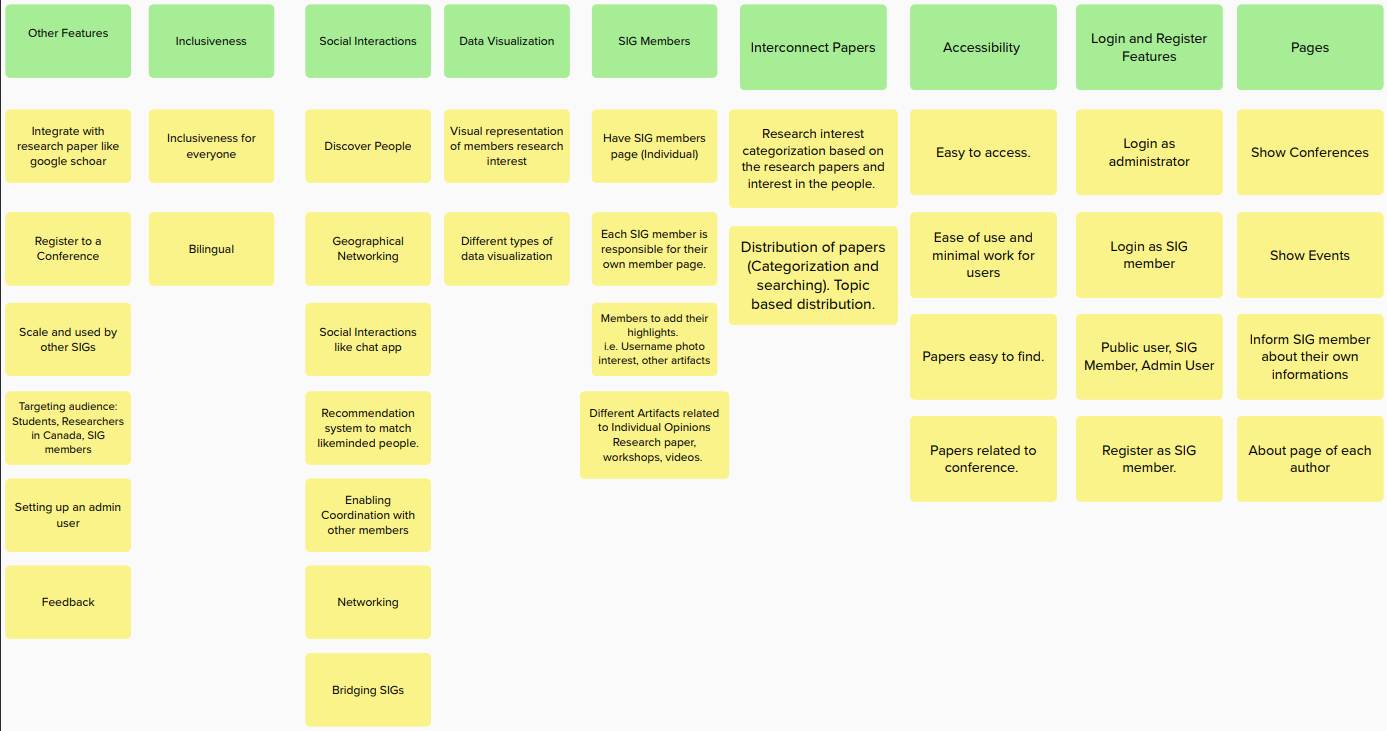 Other Features
Inclusiveness
Social Interactions
Data Visualization
SIG Members
Interconnect Papers
Accessibility
Login and Register
Features
Pages
Integrate with
research paper like
google schoar
Register to a
Conference
Scale and used by
other SIGs
Targeting audience:
Students, Researchers
in Canada, SIG
members
Setting up an admin
user
Feedback
Inclusiveness for
everyone
Bilingual
Discover People
Geographical
Networking
Social Interactions
like chat app
Recommendation
system to match
likeminded people.
Enabling
Coordination with
other members
Networking
Bridging SIGs
Visual representation
of members research
interest
Different types of
data visualization
Have SIG members
page (Individual)
Each SIG member is
responsible for their
own member page.
Members to add their
highlights.
i.e. Username photo
interest, other artifacts
Different Artifacts related
to Individual Opinions
Research paper,
workshops, videos.
Research interest
categorization based on
the research papers and
interest in the people.
Distribution of papers
(Categorization and
searching). Topic
based distribution.
Easy to access.
Ease of use and
minimal work for
users
Papers easy to find.
Papers related to
conference.
Login as
administrator
Login as SIG
member
Public user, SIG
Member, Admin User
Register as SIG
member.
Show Conferences
Show Events
Inform SIG member
about their own
informations
About page of each
author